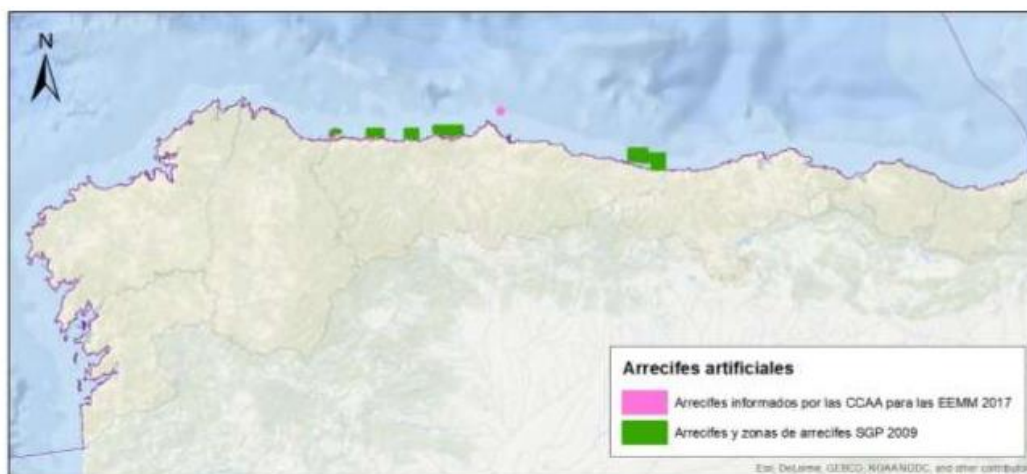 N
Arrecifes artificiales
Arrecifes informados por las CCAA para las EEMM 2017
Arrecifes y zonas de arrecifes SGP 2009
Esri, DeLorme, GEBCO, NOAA NGDC, and other contributo